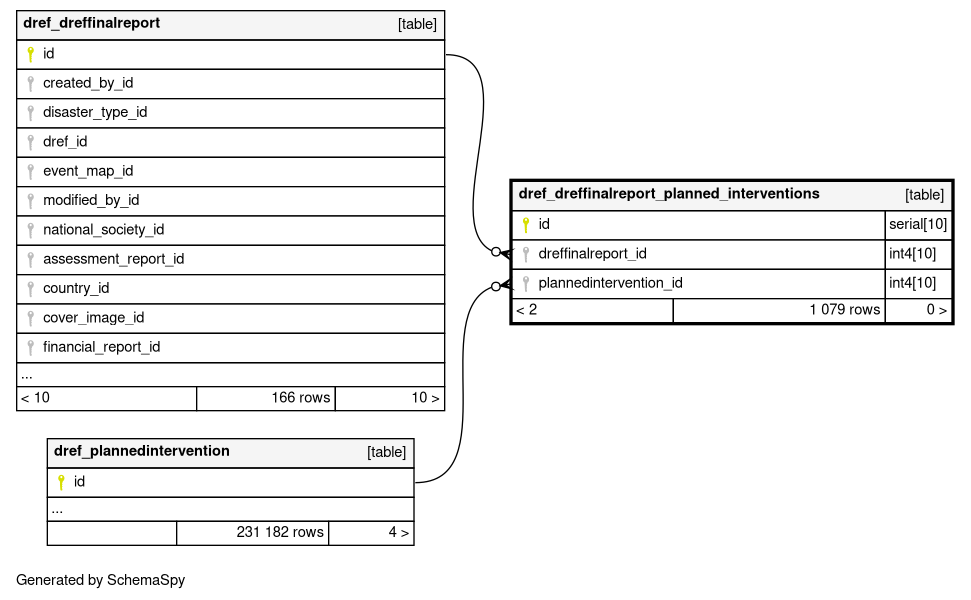 dref_dreffinalreport [table]
id
created_by_id
disaster_type_id
dref_id
event_map_id
modified_by_id
national_society_id
assessment_report_id
country_id
cover_image_id
financial_report_id
...
< 10 166 rows 10 >
dref_plannedintervention [table]
id
...
231 182 rows 4 >
dref_dreffinalreport_planned_interventions [table]
id serial[10]
dreffinalreport_id int4[10]
plannedintervention_id int4[10]
< 2 1 079 rows 0 >
Generated by SchemaSpy